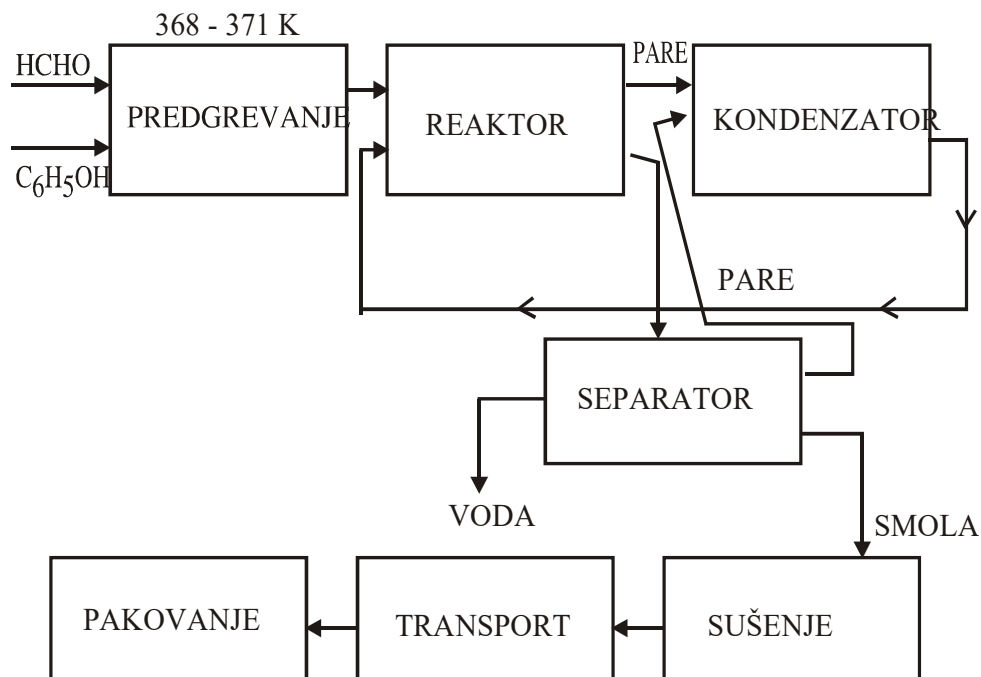 368 - 371 K
HCHO
PREDGREVANJE
C₆H₅OH
REAKTOR
PARE
KONDENZATOR
PARE
SEPARATOR
VODA
SMOLA
PAKOVANJE
TRANSPORT
SUŠENJE